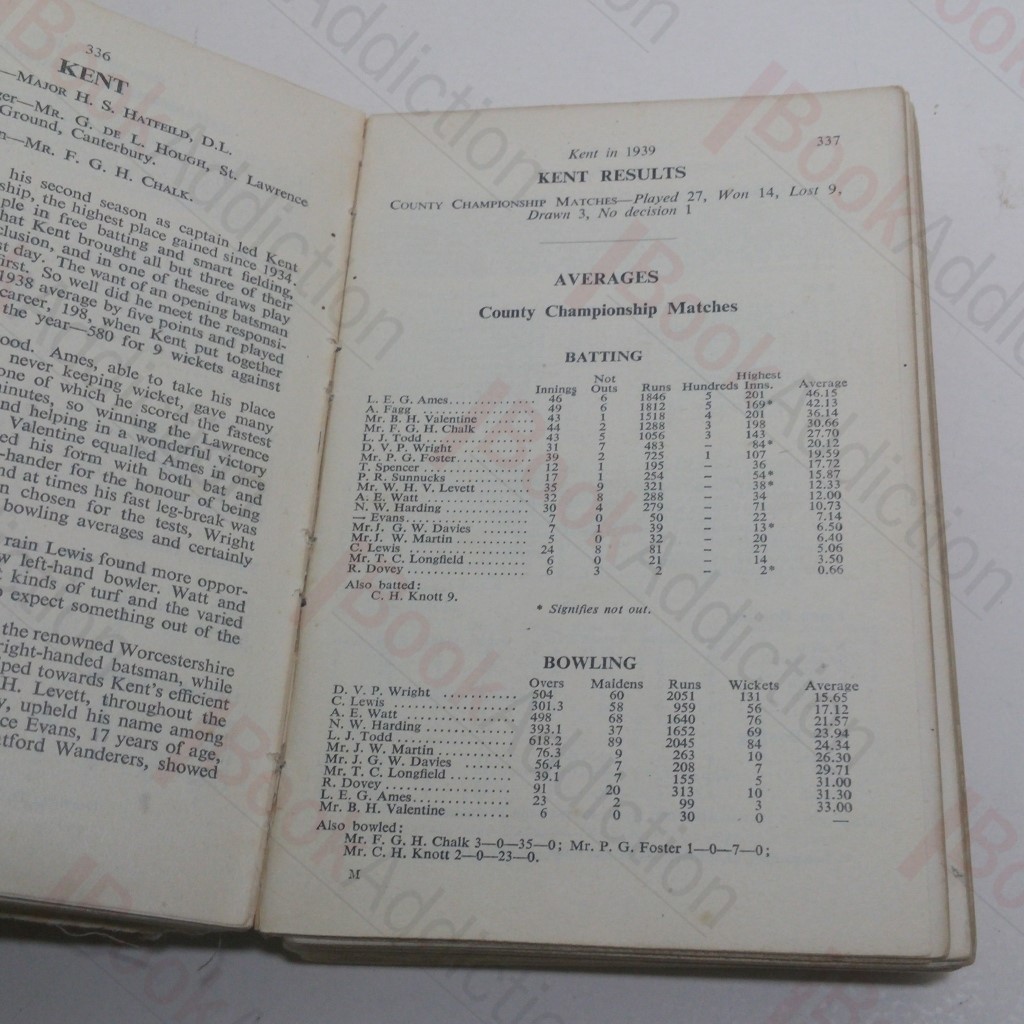 336
KENT
—MAJOR H. S. HATFEILD, D.L.
ger—MR. G. DE L. HOUGH, St. Lawrence
Ground, Canterbury.
n—MR. F. G. H. CHALK.
his second season as captain led Kent
ship, the highest place gained since 1934.
ple in free batting and smart fielding,
hat Kent brought all but three of their
clusion, and in one of these draws play
st day. The want of an opening batsman
first. So well did he meet the responsi-
1938 average by five points and played
career, 198, when Kent put together
the year—580 for 9 wickets against
ood. Ames, able to take his place
never keeping wicket, gave many
one of which he scored the fastest
minutes, so winning the Lawrence
nd helping in a wonderful victory
Valentine equalled Ames in once
ed his form with both bat and
-hander for the honour of being
nd at times his fast leg-break was
n chosen for the tests, Wright
bowling averages and certainly
rain Lewis found more oppor-
w left-hand bowler. Watt and
kinds of turf and the varied
o expect something out of the
the renowned Worcestershire
right-handed batsman, while
ped towards Kent's efficient
H. Levett, throughout the
y, upheld his name among
ce Evans, 17 years of age,
tford Wanderers, showed
Kent in 1939 337
KENT RESULTS
COUNTY CHAMPIONSHIP MATCHES—Played 27, Won 14, Lost 9,
Drawn 3, No decision 1
AVERAGES
County Championship Matches
BATTING
Innings Not Outs Runs Hundreds Highest Inns. Average
L. E. G. Ames 46 6 1846 5 201 46.15
A. Fagg 49 6 1812 5 169* 42.13
Mr. B. H. Valentine 43 1 1518 4 201 36.14
Mr. F. G. H. Chalk 44 2 1288 3 198 30.66
L. J. Todd 43 5 1056 3 143 27.70
D. V. P. Wright 31 7 483 – 84* 20.12
Mr. P. G. Foster 39 2 725 1 107 19.59
T. Spencer 12 1 195 – 36 17.72
P. R. Sunnucks 17 1 254 – 54* 15.87
Mr. W. H. V. Levett 35 9 321 – 38* 12.33
A. E. Watt 32 8 288 – 34 12.00
N. W. Harding 30 4 279 – 71 10.73
— Evans 7 0 50 – 22 7.14
Mr. J. G. W. Davies 7 1 39 – 13* 6.50
Mr. J. W. Martin 5 0 32 – 20 6.40
C. Lewis 24 8 81 – 27 5.06
Mr. T. C. Longfield 6 0 21 – 14 3.50
R. Dovey 6 3 2 – 2* 0.66
Also batted:
C. H. Knott 9.
* Signifies not out.
BOWLING
Overs Maidens Runs Wickets Average
D. V. P. Wright 504 60 2051 131 15.65
C. Lewis 301.3 58 959 56 17.12
A. E. Watt 498 68 1640 76 21.57
N. W. Harding 393.1 37 1652 69 23.94
L. J. Todd 618.2 89 2045 84 24.34
Mr. J. W. Martin 76.3 9 263 10 26.30
Mr. J. G. W. Davies 56.4 7 208 7 29.71
Mr. T. C. Longfield 39.1 7 155 5 31.00
R. Dovey 91 20 313 10 31.30
L. E. G. Ames 23 2 99 3 33.00
Mr. B. H. Valentine 6 0 30 0 —
Also bowled:
Mr. F. G. H. Chalk 3—0—35—0; Mr. P. G. Foster 1—0—7—0;
Mr. C. H. Knott 2—0—23—0.
M
BookAddiction